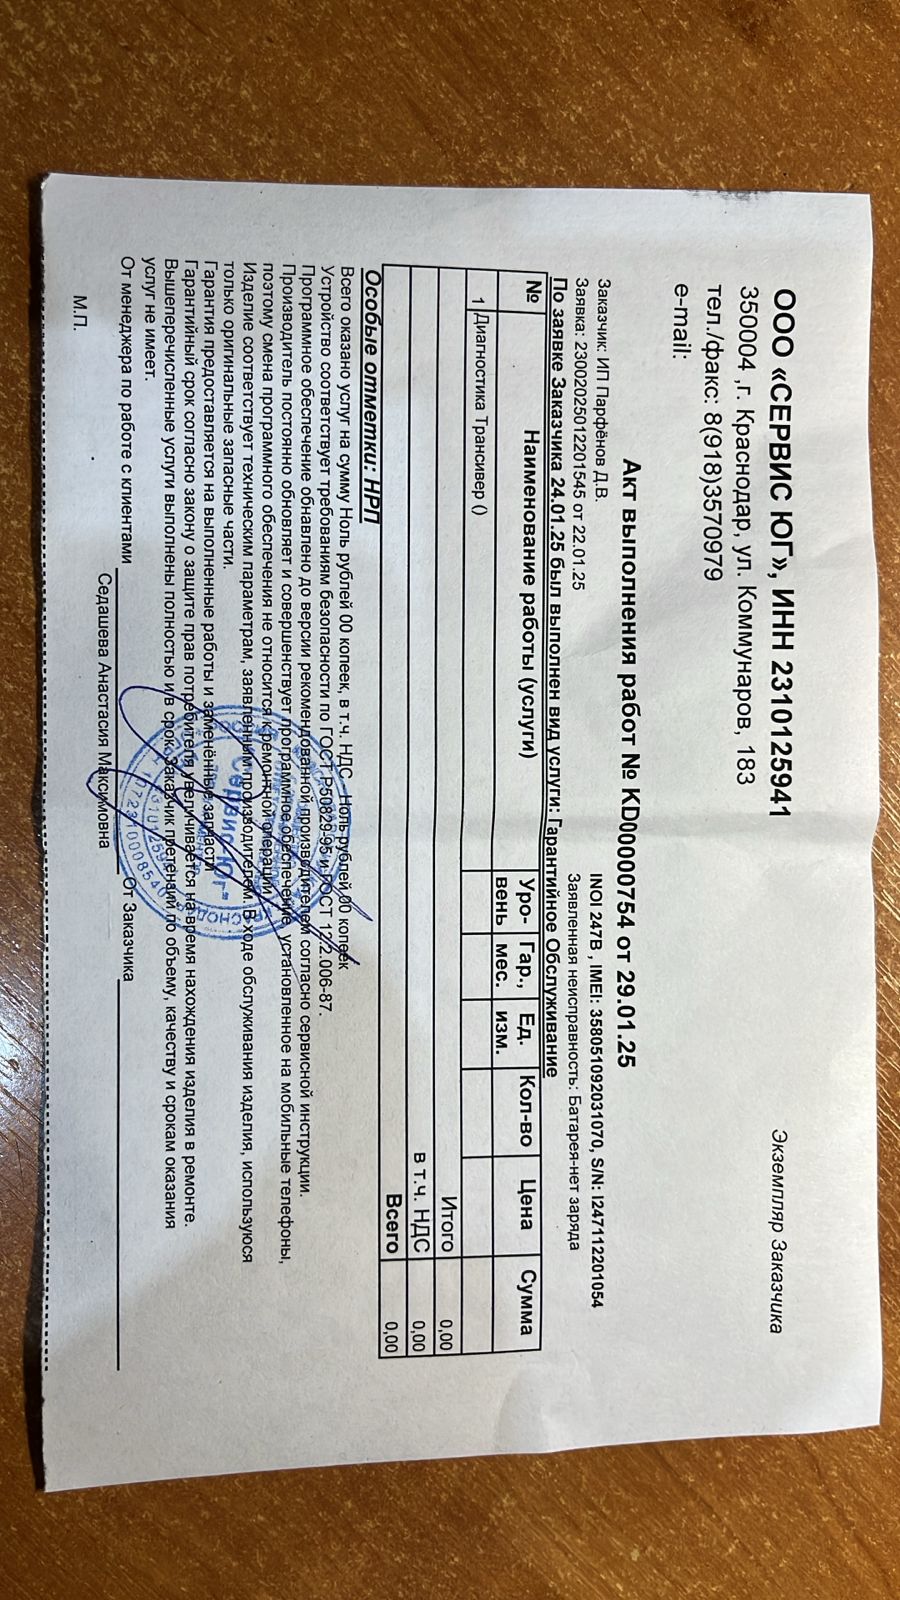 Экземпляр Заказчика
ООО «СЕРВИС ЮГ», ИНН 2310125941
350004 ,г. Краснодар, ул. Коммунаров, 183
тел./факс: 8(918)3570979
e-mail:
Акт выполнения работ № KD00000754 от 29.01.25
Заказчик: ИП Парфёнов Д.В. INOI 247B , IMEI: 358051092031070, S/N: I247112201054
Заявка: 23002025012201545 от 22.01.25 Заявленная неисправность: Батарея-нет заряда
По заявке Заказчика 24.01.25 был выполнен вид услуги: Гарантийное Обслуживание
№ Наименование работы (услуги) Уро-вень Гар., мес. Ед. изм. Кол-во Цена Сумма
1 Диагностика Трансивер ()
Итого 0,00
в т.ч. НДС 0,00
Всего 0,00
Особые отметки: НРП
Всего оказано услуг на сумму Ноль рублей 00 копеек, в т.ч. НДС Ноль рублей 00 копеек
Устройство соответствует требованиям безопасности по ГОСТ Р50829-95 и ГОСТ 12.2.006-87.
Программное обеспечение обнавлено до версии рекомендованной производителем согласно сервисной инструкции.
Производитель постоянно обновляет и совершенствует программное обеспечение, установленное на мобильные телефоны,
поэтому смена программного обеспечения не относится к ремонтной операции
Изделие соответствует техническим параметрам, заявленным производителем. В ходе обслуживания изделия, используюся
только оригинальные запасные части.
Гарантия предоставляется на выполненные работы и заменённые запчасти
Гарантийный срок согласно закону о защите прав потребителя увеличивается на время нахождения изделия в ремонте.
Вышеперечисленные услуги выполнены полностью и в срок. Заказчик претензий по объему, качеству и срокам оказания
услуг не имеет.
От менеджера по работе с клиентами От Заказчика
Седашева Анастасия Максимовна
М.П.
Сервис Юг"